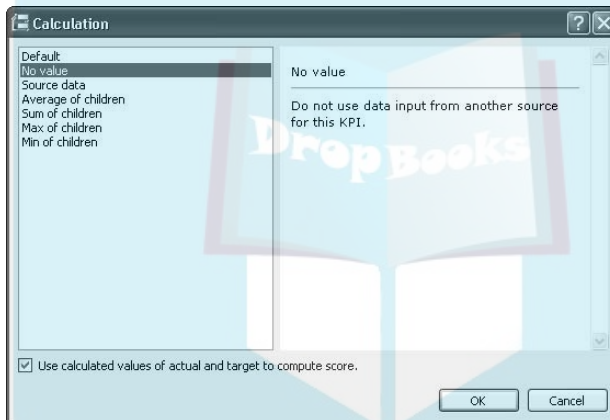 Calculation
Default
No value
Source data
Average of children
Sum of children
Max of children
Min of children
No value
Do not use data input from another source
for this KPI.
DropBooks
Use calculated values of actual and target to compute score.
OK
Cancel